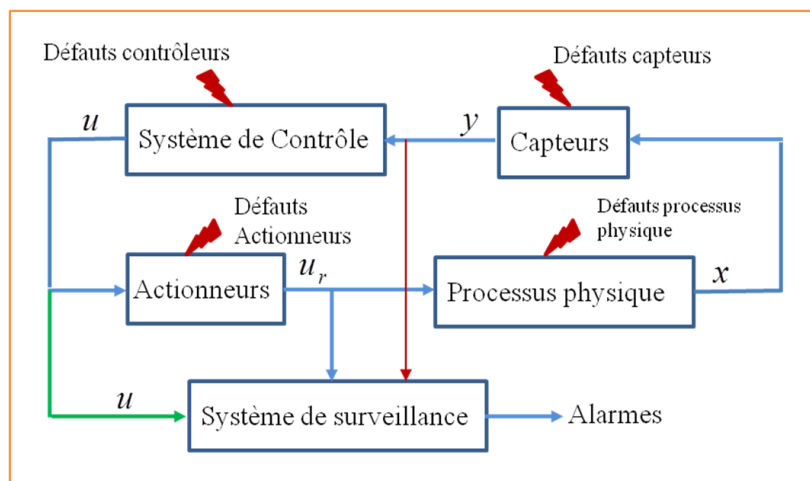 Défauts contrôleurs
Défauts capteurs
u
Système de Contrôle
y
Capteurs
Défauts
Actionneurs
Défauts processus
physique
Actionneurs
u_r
Processus physique
x
u
Système de surveillance
Alarmes